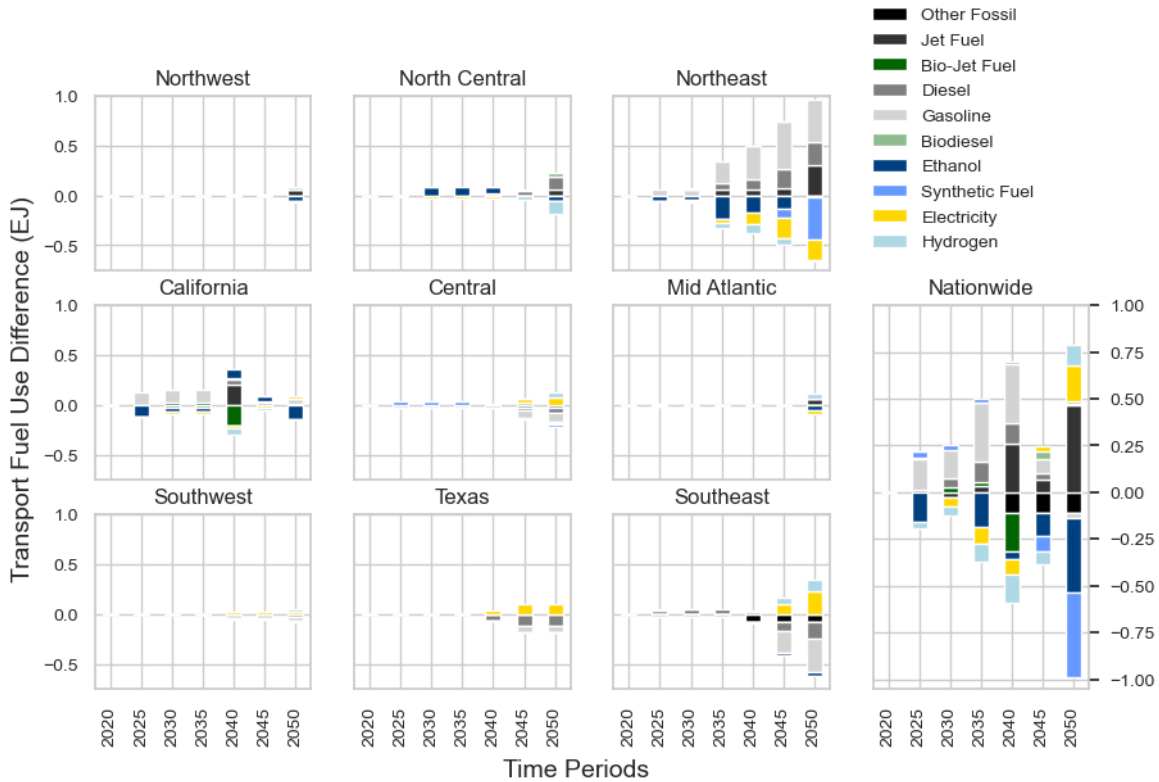 Other Fossil
Jet Fuel
Bio-Jet Fuel
Diesel
Gasoline
Biodiesel
Ethanol
Synthetic Fuel
Electricity
Hydrogen
Northwest
North Central
Northeast
1.0
0.5
0.0
−0.5
California
Central
Mid Atlantic
Nationwide
1.0
0.5
0.0
−0.5
1.00
0.75
0.50
0.25
0.00
−0.25
−0.50
−0.75
−1.00
Southwest
Texas
Southeast
1.0
0.5
0.0
−0.5
Transport Fuel Use Difference (EJ)
2020 2025 2030 2035 2040 2045 2050
2020 2025 2030 2035 2040 2045 2050
2020 2025 2030 2035 2040 2045 2050
2020 2025 2030 2035 2040 2045 2050
Time Periods